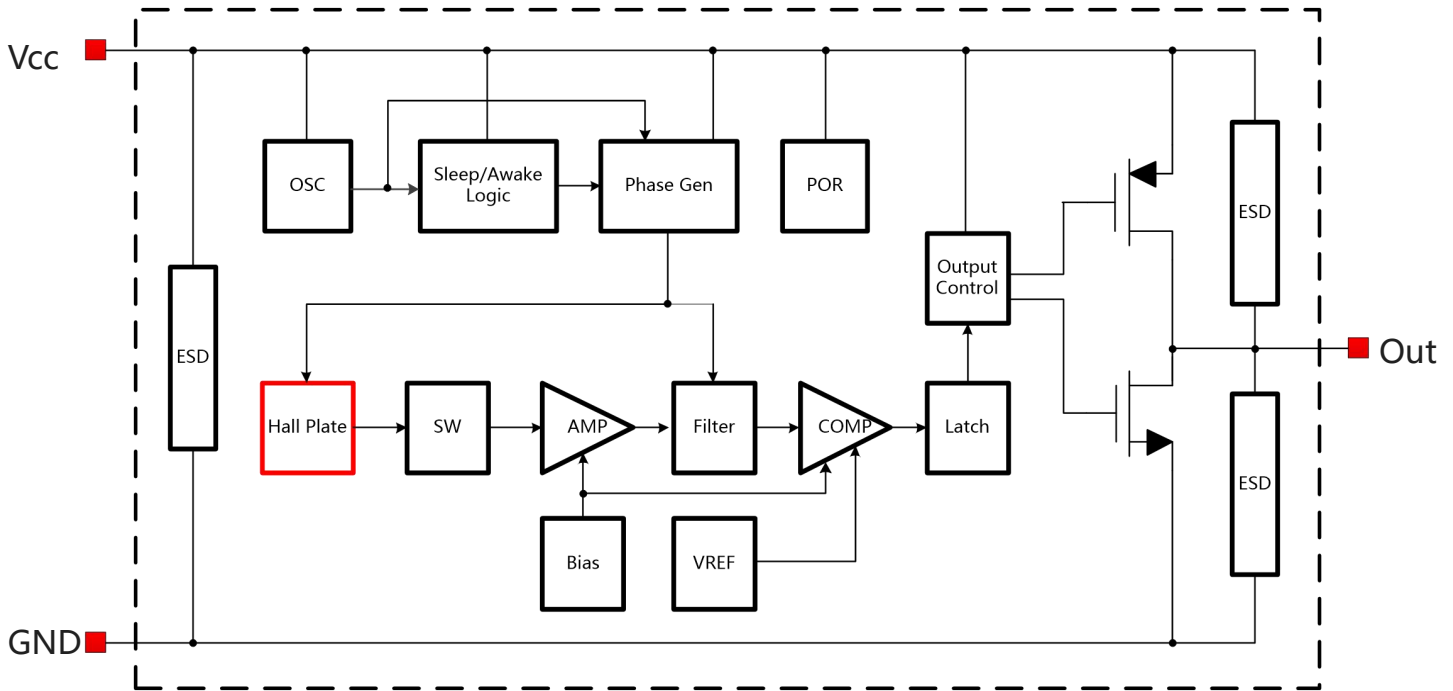 Vcc
OSC
Sleep/Awake
Logic
Phase Gen
POR
ESD
Output
Control
ESD
Out
Hall Plate
SW
AMP
Filter
COMP
Latch
ESD
Bias
VREF
GND